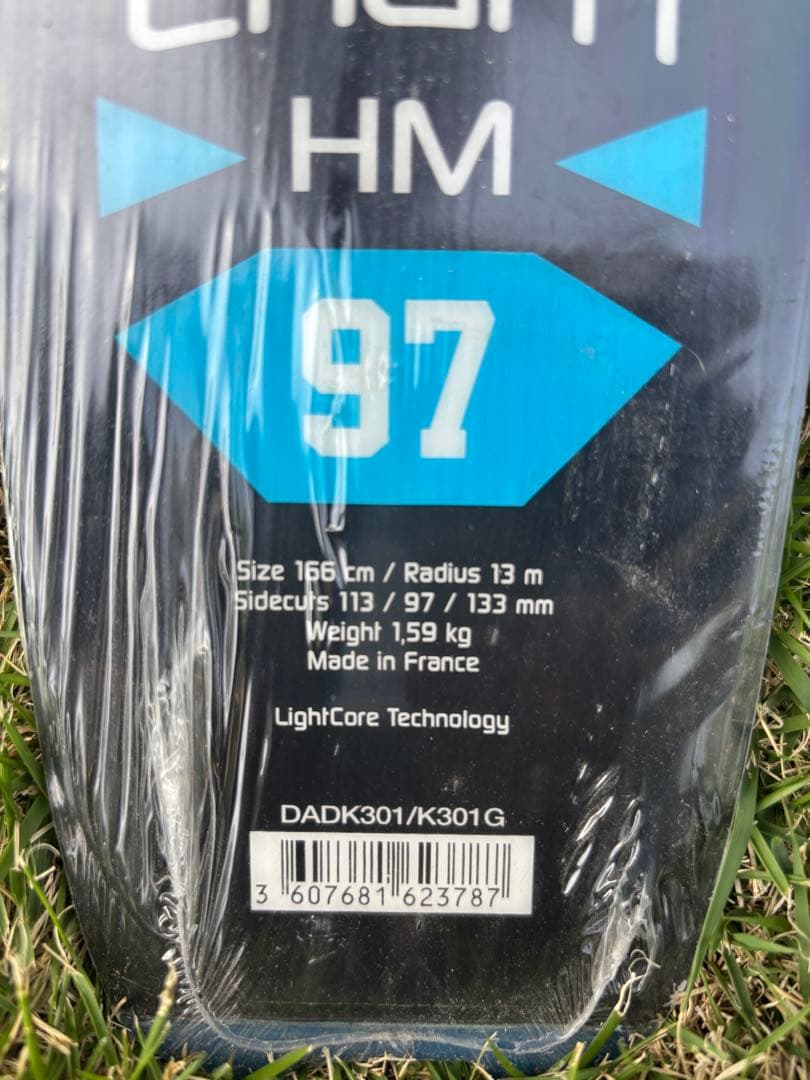 HM
97
Size 166 cm / Radius 13 m
Sidecuts 113 / 97 / 133 mm
Weight 1,59 kg
Made in France
LightCore Technology
DADK301/K301G
3 607681 623787